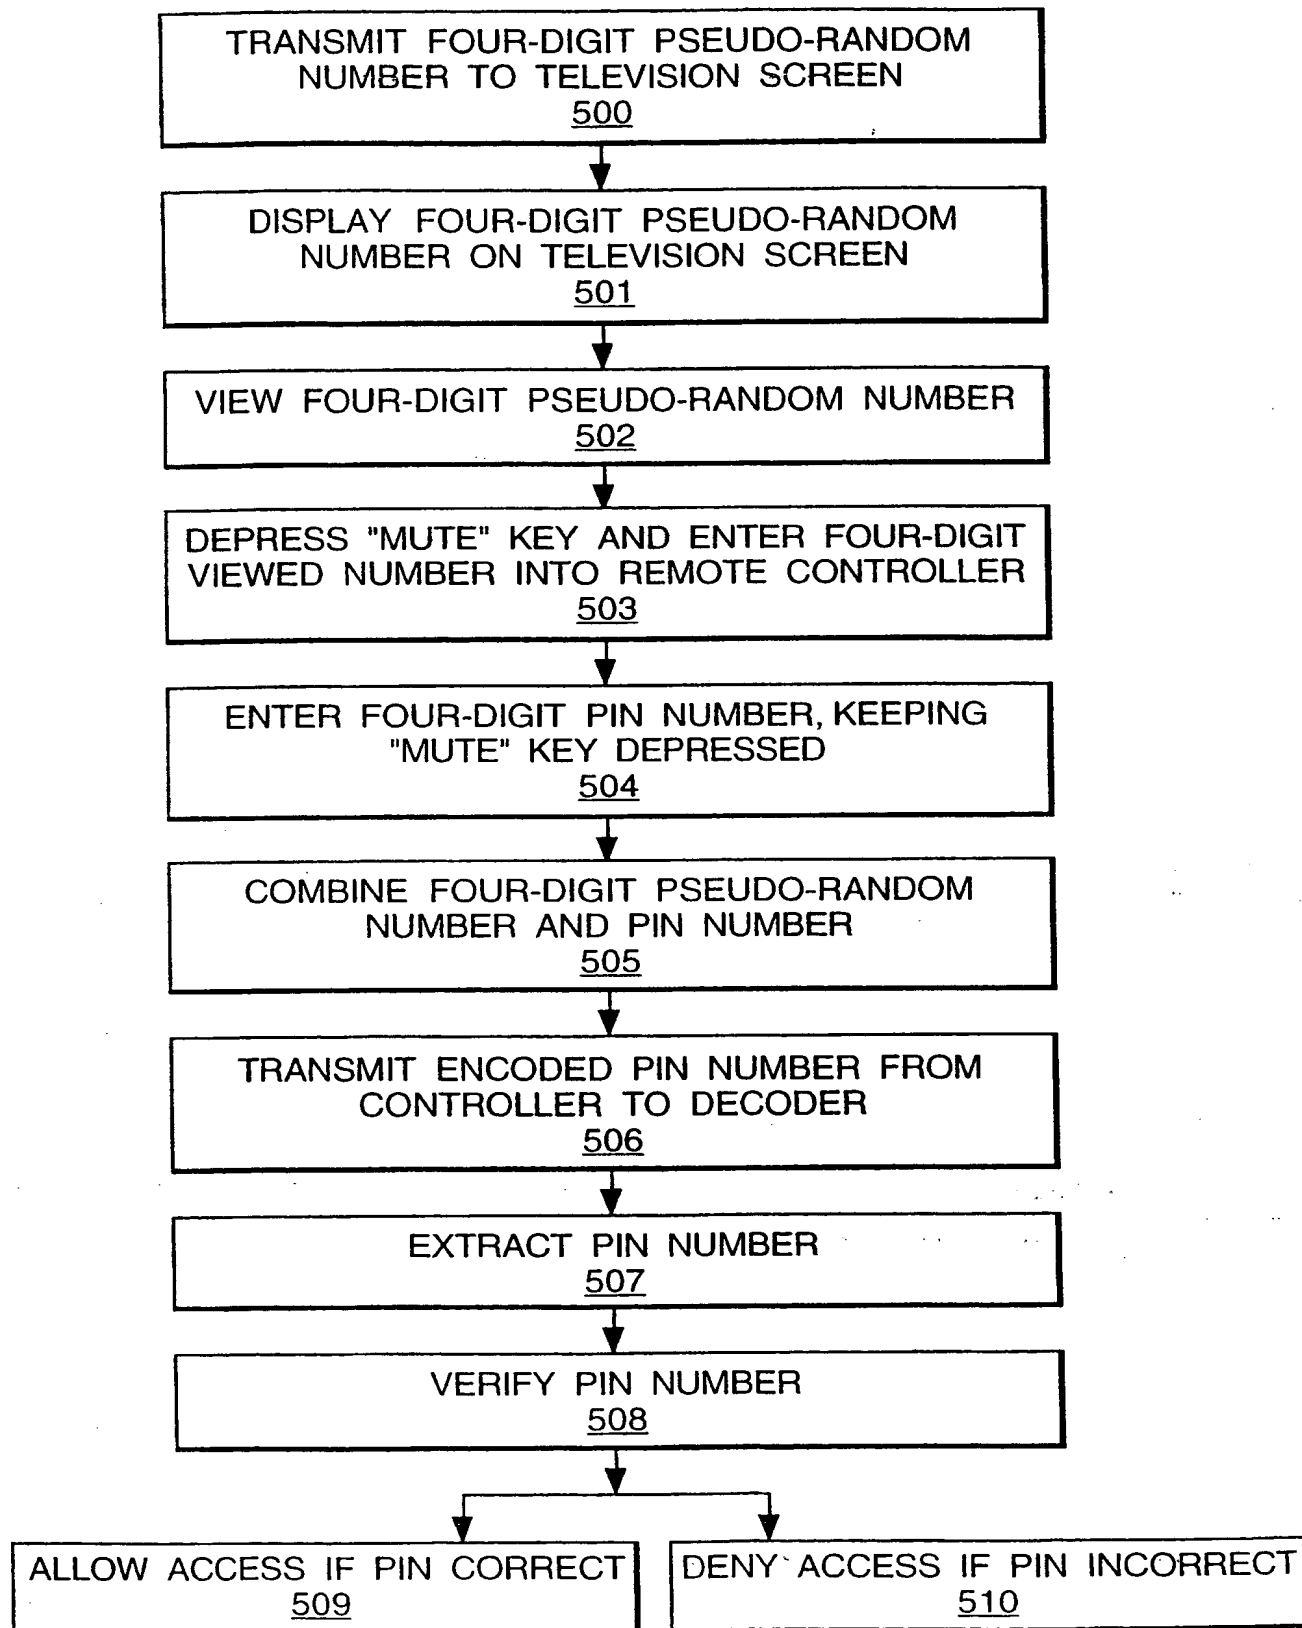 TRANSMIT FOUR-DIGIT PSEUDO-RANDOM
NUMBER TO TELEVISION SCREEN
500
DISPLAY FOUR-DIGIT PSEUDO-RANDOM
NUMBER ON TELEVISION SCREEN
501
VIEW FOUR-DIGIT PSEUDO-RANDOM NUMBER
502
DEPRESS "MUTE" KEY AND ENTER FOUR-DIGIT
VIEWED NUMBER INTO REMOTE CONTROLLER
503
ENTER FOUR-DIGIT PIN NUMBER, KEEPING
"MUTE" KEY DEPRESSED
504
COMBINE FOUR-DIGIT PSEUDO-RANDOM
NUMBER AND PIN NUMBER
505
TRANSMIT ENCODED PIN NUMBER FROM
CONTROLLER TO DECODER
506
EXTRACT PIN NUMBER
507
VERIFY PIN NUMBER
508
ALLOW ACCESS IF PIN CORRECT
509
DENY ACCESS IF PIN INCORRECT
510